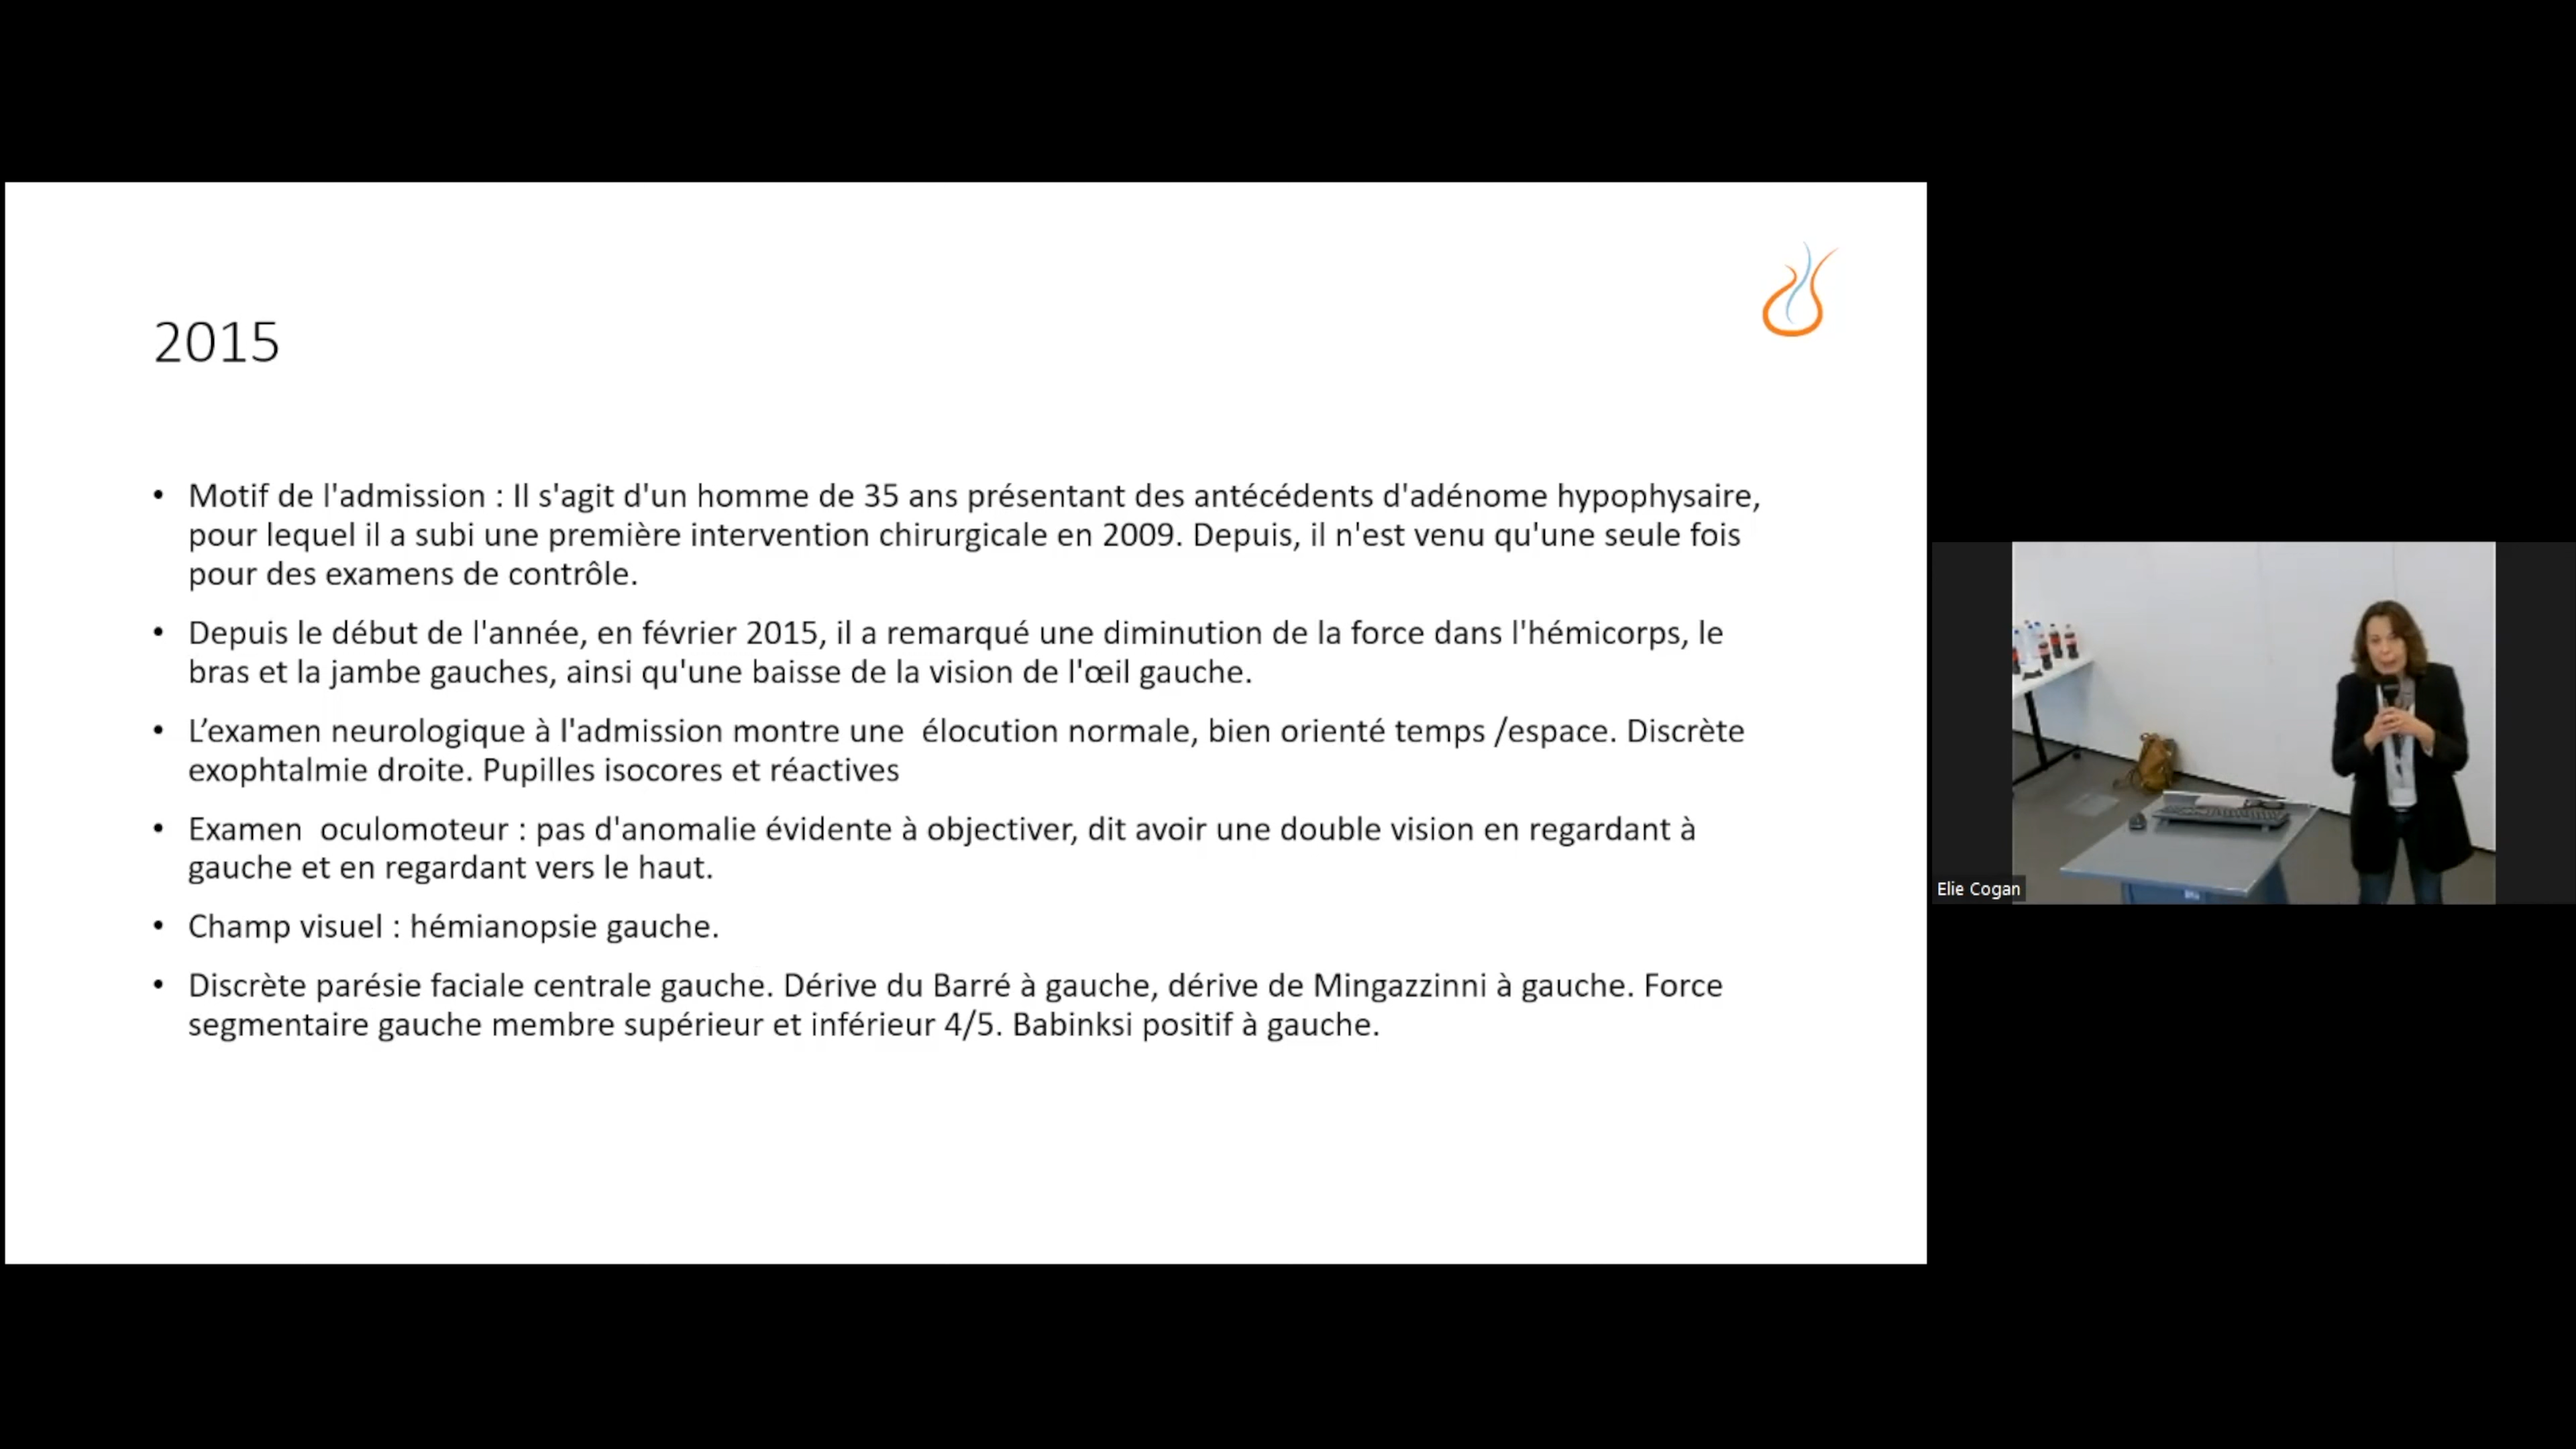 2015
• Motif de l'admission : Il s'agit d'un homme de 35 ans présentant des antécédents d'adénome hypophysaire,
pour lequel il a subi une première intervention chirurgicale en 2009. Depuis, il n'est venu qu'une seule fois
pour des examens de contrôle.
• Depuis le début de l'année, en février 2015, il a remarqué une diminution de la force dans l'hémicorps, le
bras et la jambe gauches, ainsi qu'une baisse de la vision de l'œil gauche.
• L’examen neurologique à l'admission montre une  élocution normale, bien orienté temps /espace. Discrète
exophtalmie droite. Pupilles isocores et réactives
• Examen  oculomoteur : pas d'anomalie évidente à objectiver, dit avoir une double vision en regardant à
gauche et en regardant vers le haut.
• Champ visuel : hémianopsie gauche.
• Discrète parésie faciale centrale gauche. Dérive du Barré à gauche, dérive de Mingazzinni à gauche. Force
segmentaire gauche membre supérieur et inférieur 4/5. Babinksi positif à gauche.
Elie Cogan